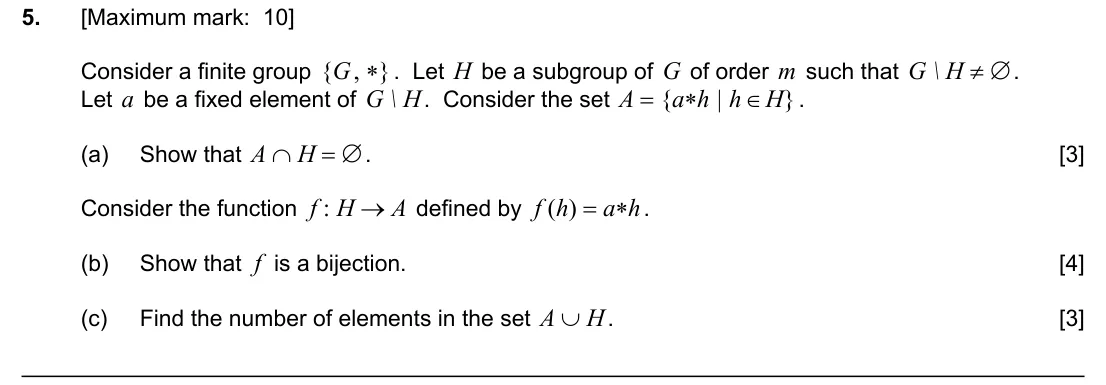 5. [Maximum mark: 10]
Consider a finite group {G, ∗}. Let H be a subgroup of G of order m such that G \ H ≠ ∅.
Let a be a fixed element of G \ H. Consider the set A = {a∗h | h ∈ H}.
(a) Show that A ∩ H = ∅. [3]
Consider the function f : H → A defined by f(h) = a∗h.
(b) Show that f is a bijection. [4]
(c) Find the number of elements in the set A ∪ H. [3]